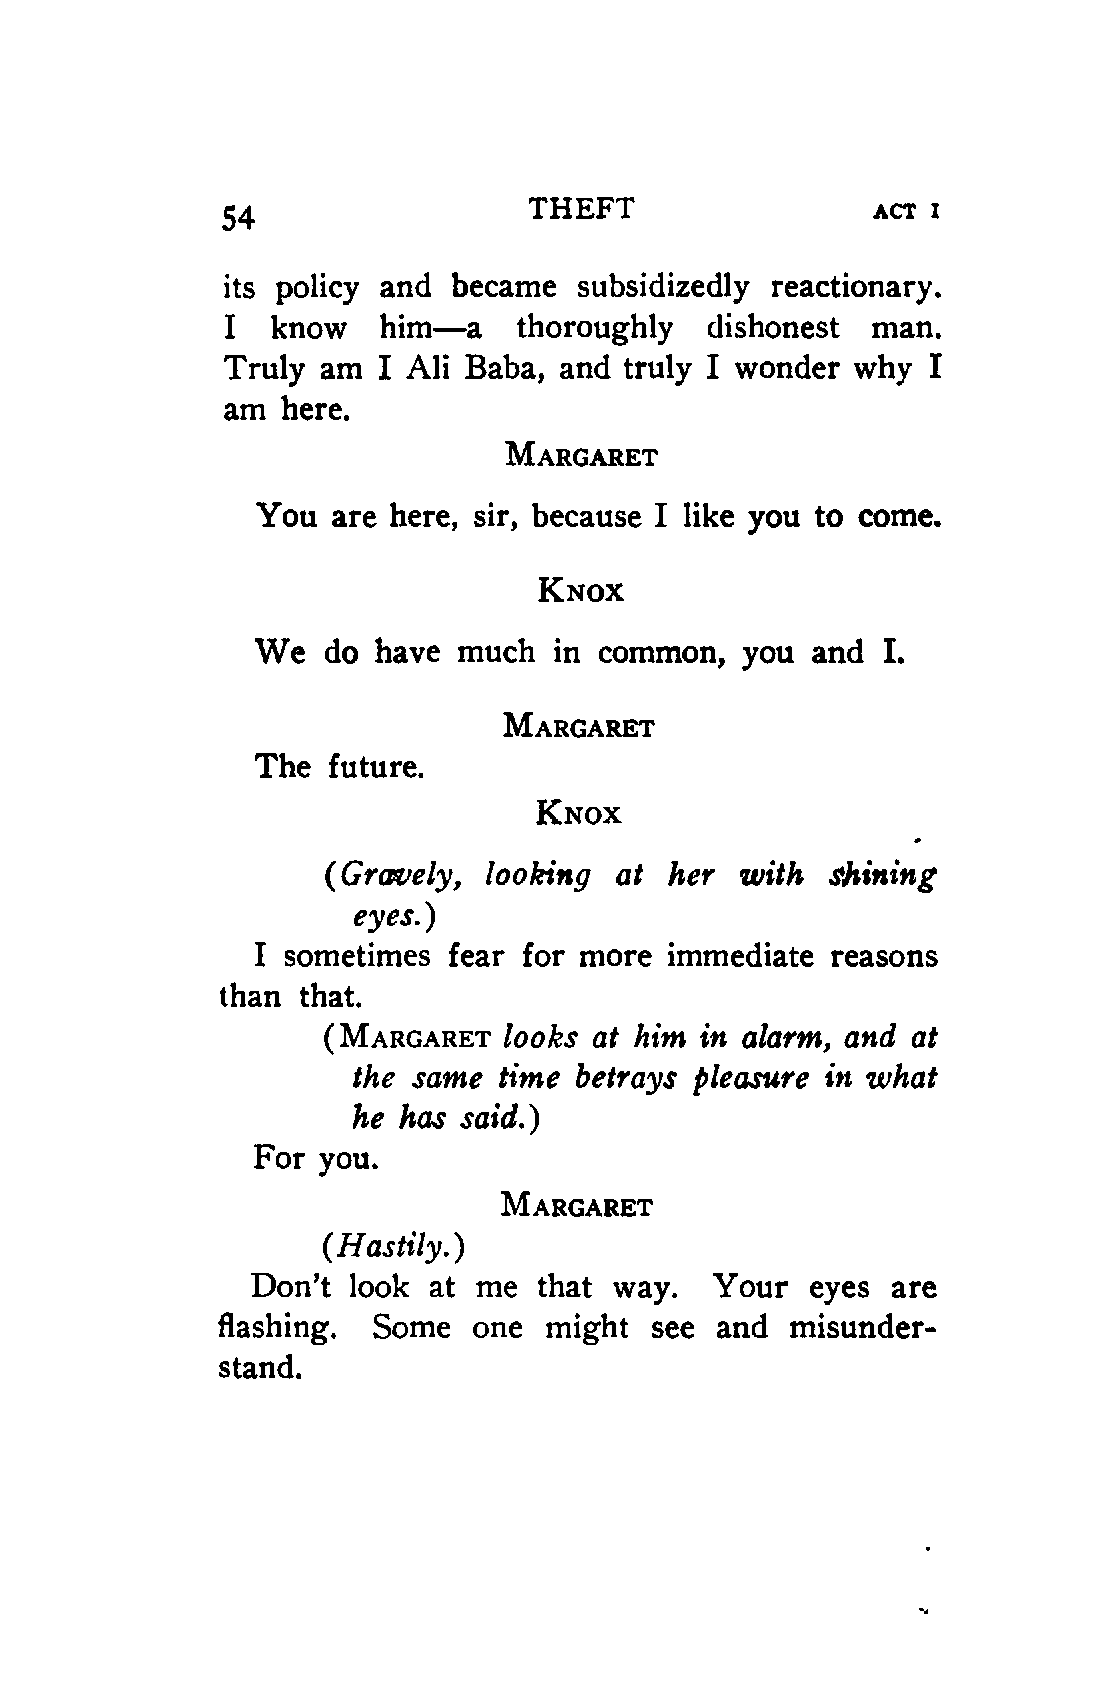 54 THEFT ACT I
its policy and became subsidizedly reactionary.
I know him—a thoroughly dishonest man.
Truly am I Ali Baba, and truly I wonder why I
am here.
MARGARET
You are here, sir, because I like you to come.
KNOX
We do have much in common, you and I.
MARGARET
The future.
KNOX
(Gravely, looking at her with shining
eyes.)
I sometimes fear for more immediate reasons
than that.
(MARGARET looks at him in alarm, and at
the same time betrays pleasure in what
he has said.)
For you.
MARGARET
(Hastily.)
Don't look at me that way. Your eyes are
flashing. Some one might see and misunder-
stand.